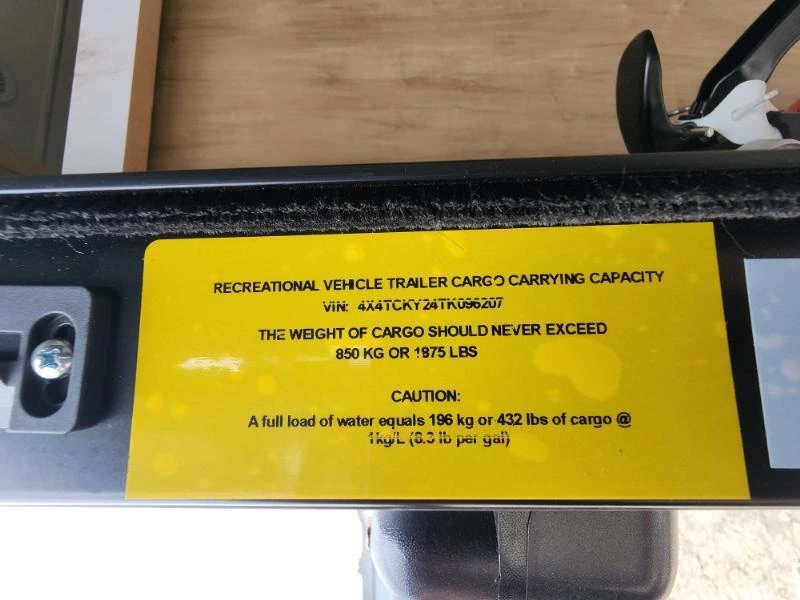 RECREATIONAL VEHICLE TRAILER CARGO CARRYING CAPACITY
VIN: 4X4TCKY24TK096207
THE WEIGHT OF CARGO SHOULD NEVER EXCEED
850 KG OR 1875 LBS
CAUTION:
A full load of water equals 196 kg or 432 lbs of cargo @
1kg/L (8.3 lb per gal)